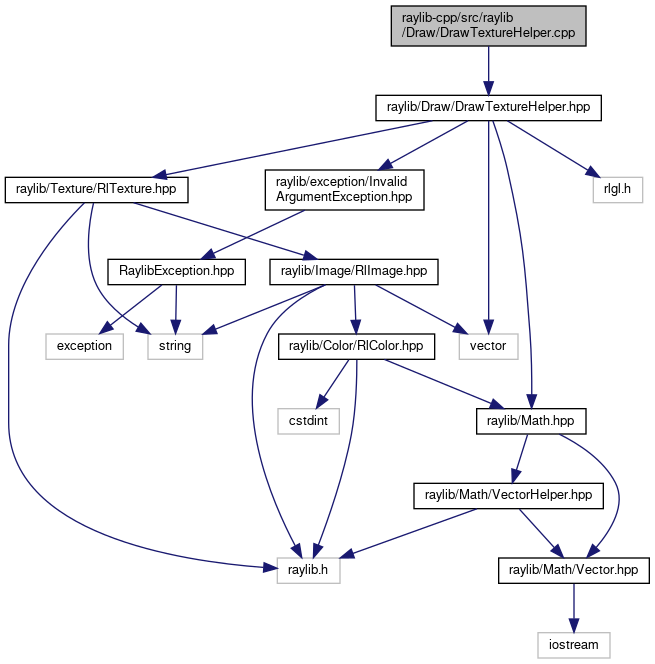 raylib-cpp/src/raylib
/Draw/DrawTextureHelper.cpp
raylib/Draw/DrawTextureHelper.hpp
raylib/Texture/RlTexture.hpp
raylib/exception/Invalid
ArgumentException.hpp
rlgl.h
RaylibException.hpp
raylib/Image/RlImage.hpp
exception
string
raylib/Color/RlColor.hpp
vector
cstdint
raylib/Math.hpp
raylib/Math/VectorHelper.hpp
raylib.h
raylib/Math/Vector.hpp
iostream